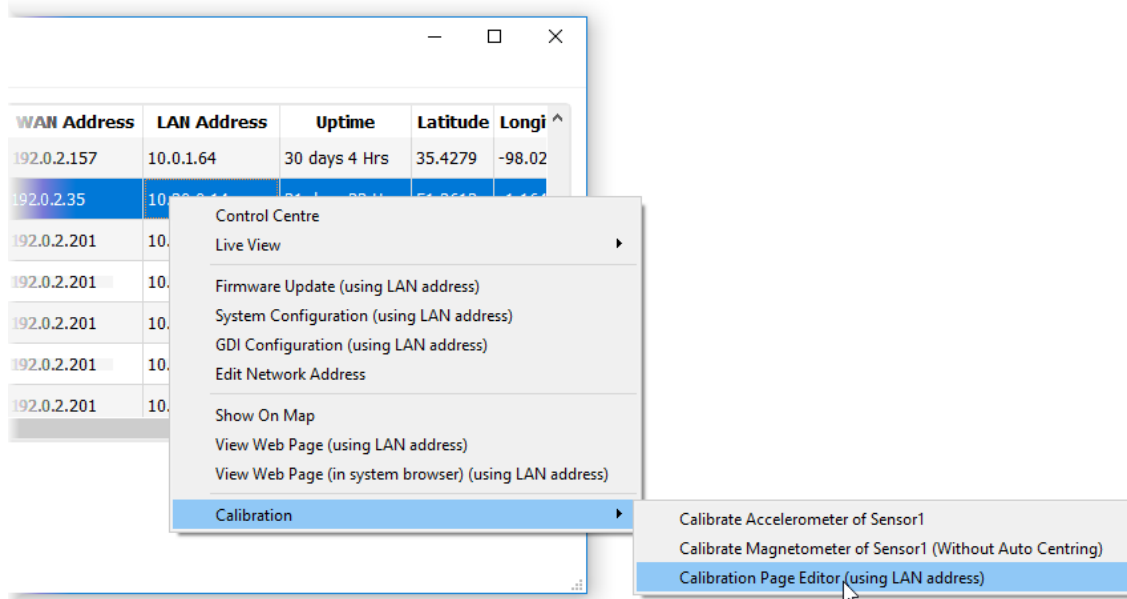 WAN Address LAN Address Uptime Latitude Longi
192.0.2.157 10.0.1.64 30 days 4 Hrs 35.4279 -98.02
192.0.2.35 10.
192.0.2.201 10.
192.0.2.201 10.
192.0.2.201 10.
192.0.2.201 10.
192.0.2.201 10.
Control Centre
Live View
Firmware Update (using LAN address)
System Configuration (using LAN address)
GDI Configuration (using LAN address)
Edit Network Address
Show On Map
View Web Page (using LAN address)
View Web Page (in system browser) (using LAN address)
Calibration
Calibrate Accelerometer of Sensor1
Calibrate Magnetometer of Sensor1 (Without Auto Centring)
Calibration Page Editor (using LAN address)